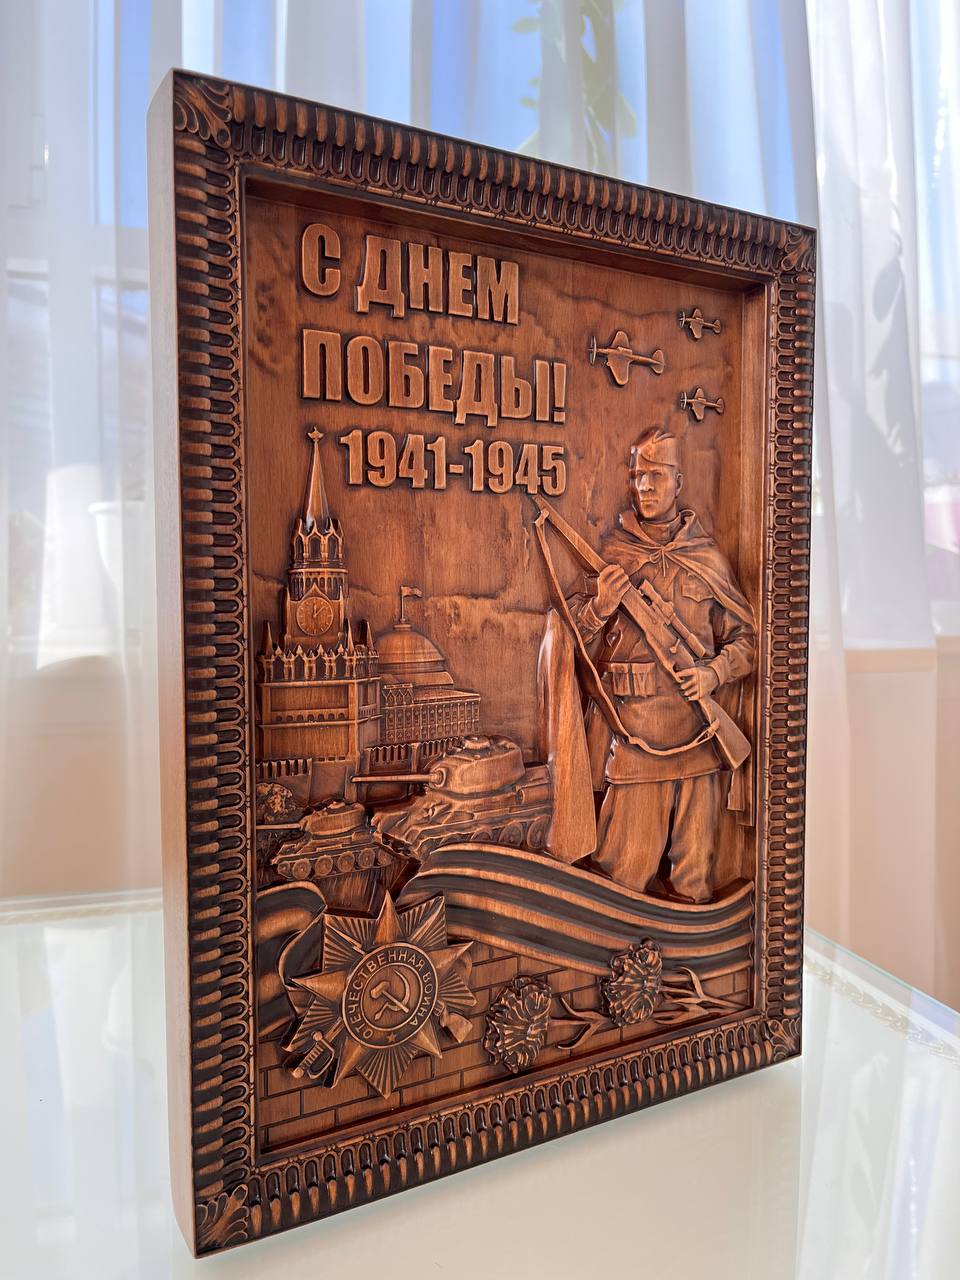 С ДНЕМ
ПОБЕДЫ!
1941-1945
ОТЕЧЕСТВЕННАЯ ВОЙНА